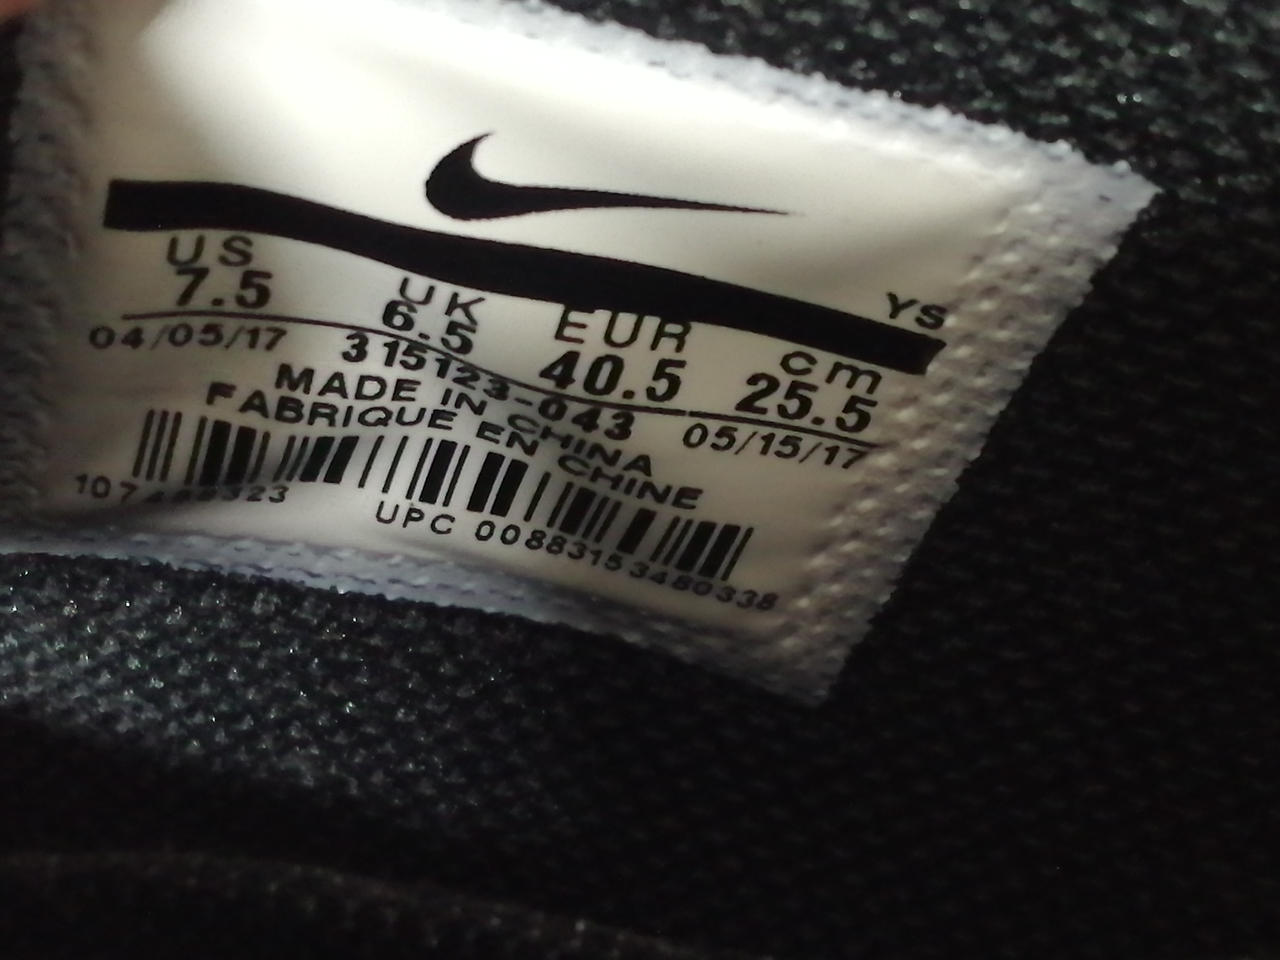 YS
US UK EUR cm
7.5 6.5 40.5 25.5
04/05/17 315123-043 05/15/17
MADE IN CHINA
FABRIQUE EN CHINE
UPC 00883153480338